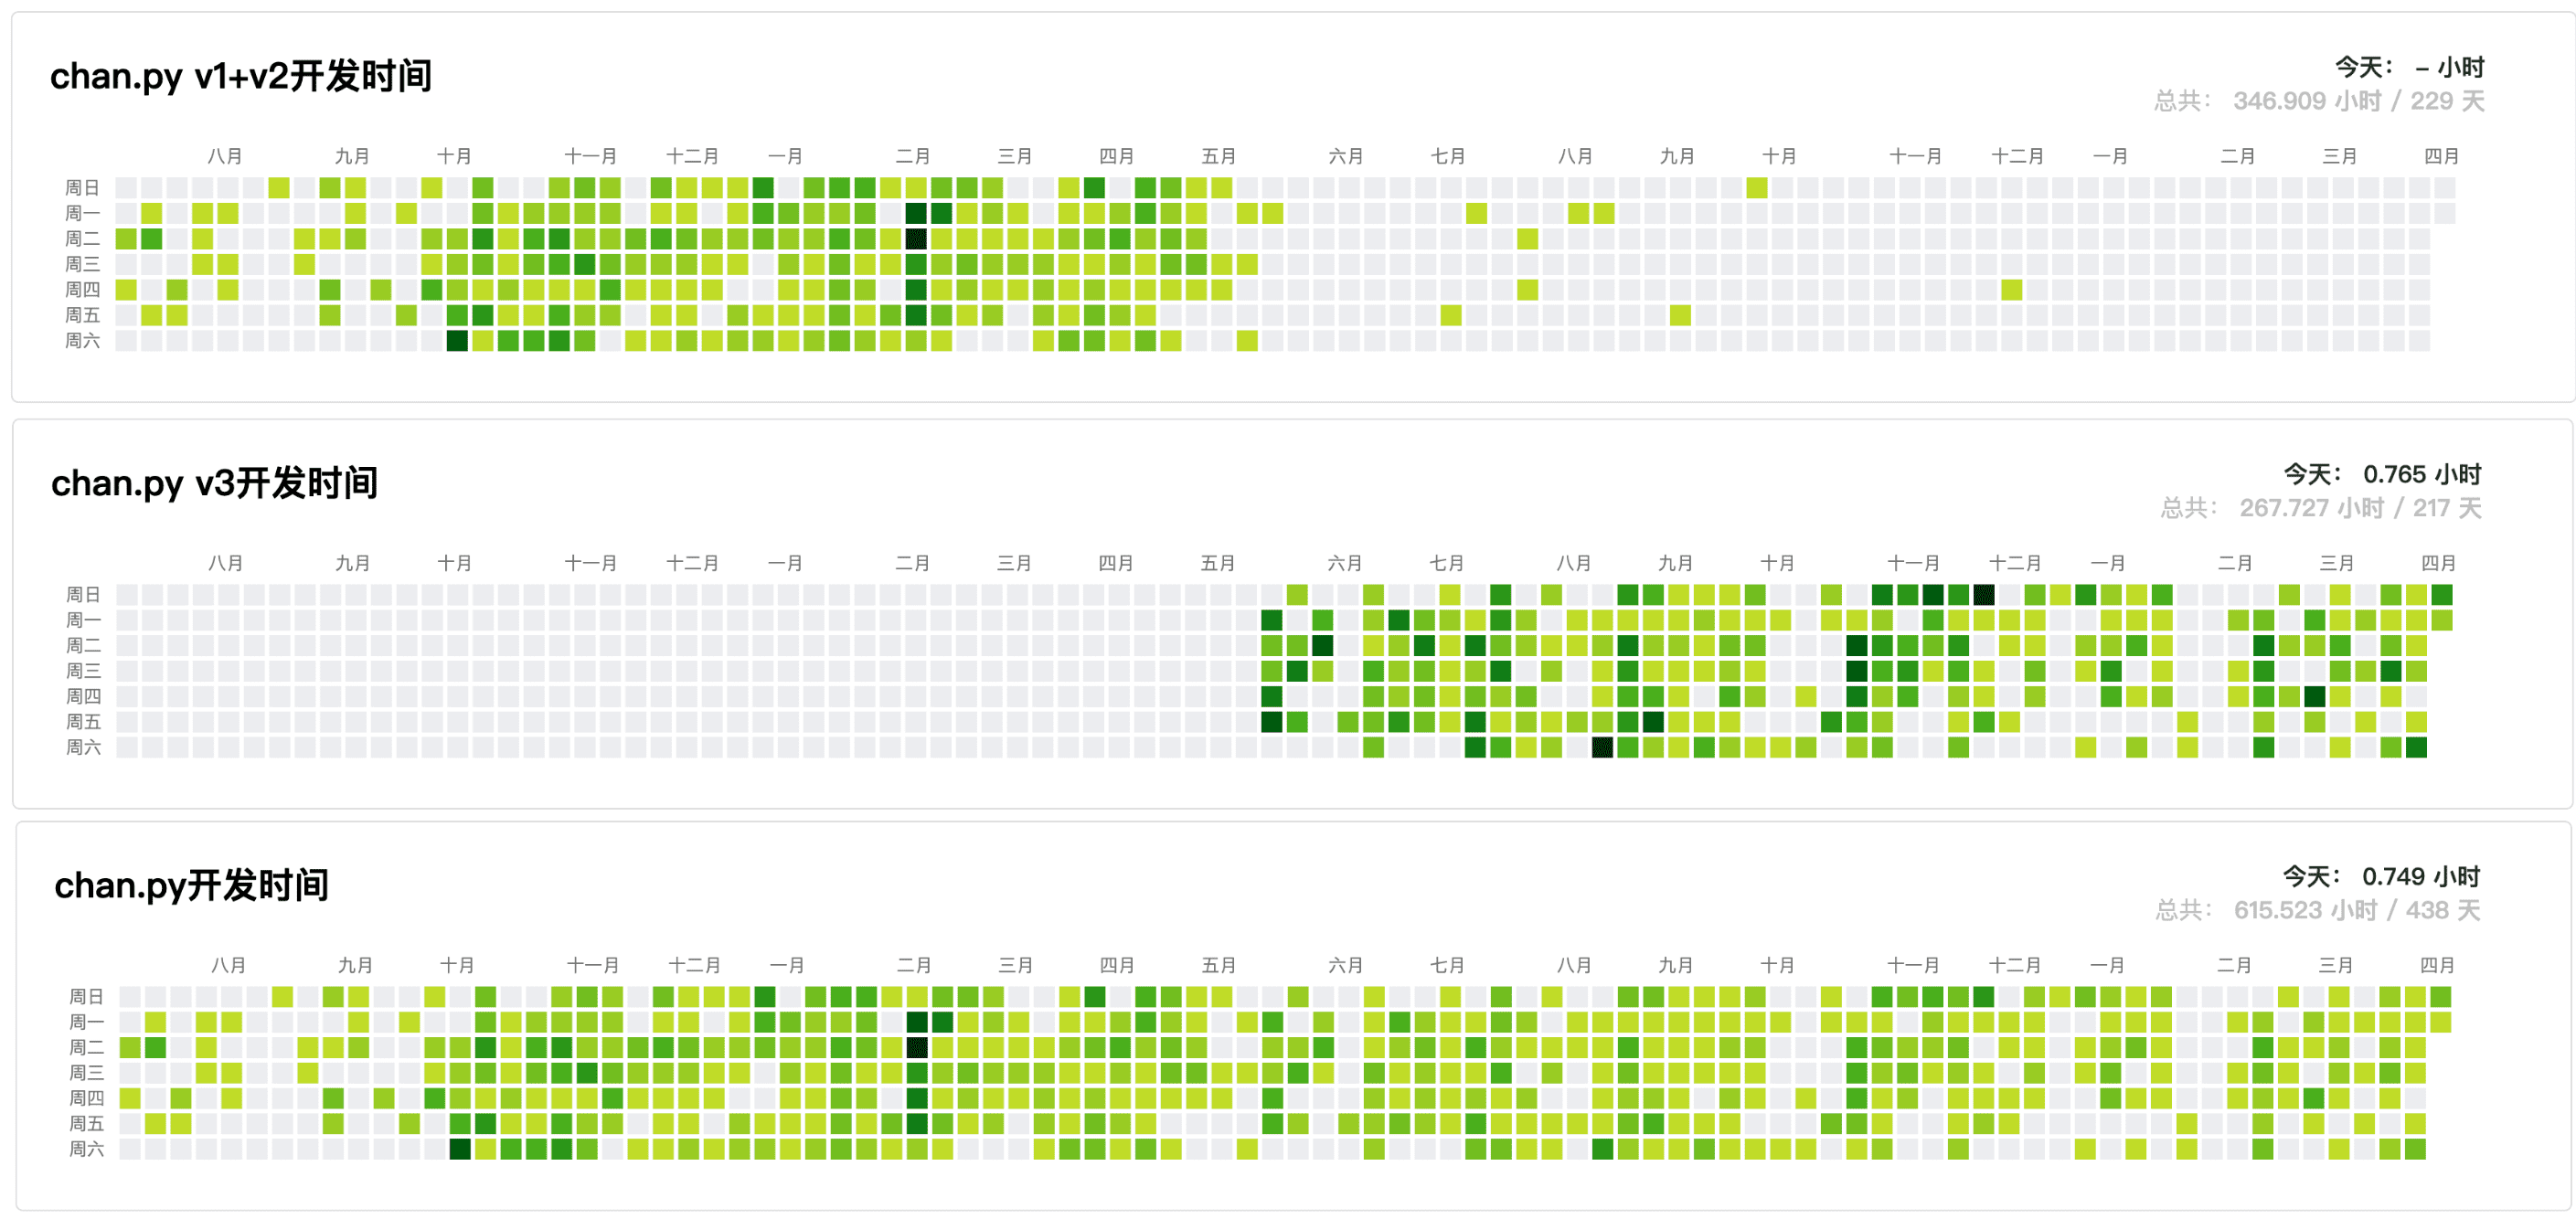 chan.py v1+v2开发时间
今天： – 小时
总共： 346.909 小时 / 229 天
八月 九月 十月 十一月 十二月 一月 二月 三月 四月 五月 六月 七月 八月 九月 十月 十一月 十二月 一月 二月 三月 四月
周日
周一
周二
周三
周四
周五
周六
chan.py v3开发时间
今天： 0.765 小时
总共： 267.727 小时 / 217 天
八月 九月 十月 十一月 十二月 一月 二月 三月 四月 五月 六月 七月 八月 九月 十月 十一月 十二月 一月 二月 三月 四月
周日
周一
周二
周三
周四
周五
周六
chan.py开发时间
今天： 0.749 小时
总共： 615.523 小时 / 438 天
八月 九月 十月 十一月 十二月 一月 二月 三月 四月 五月 六月 七月 八月 九月 十月 十一月 十二月 一月 二月 三月 四月
周日
周一
周二
周三
周四
周五
周六